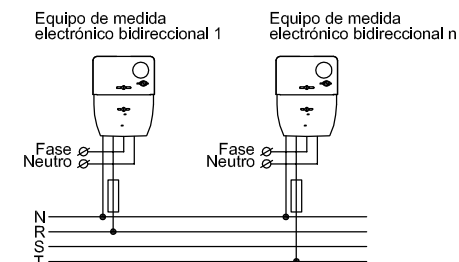 Equipo de medida
electrónico bidireccional 1
Equipo de medida
electrónico bidireccional n
Fase
Neutro
Fase
Neutro
N
R
S
T